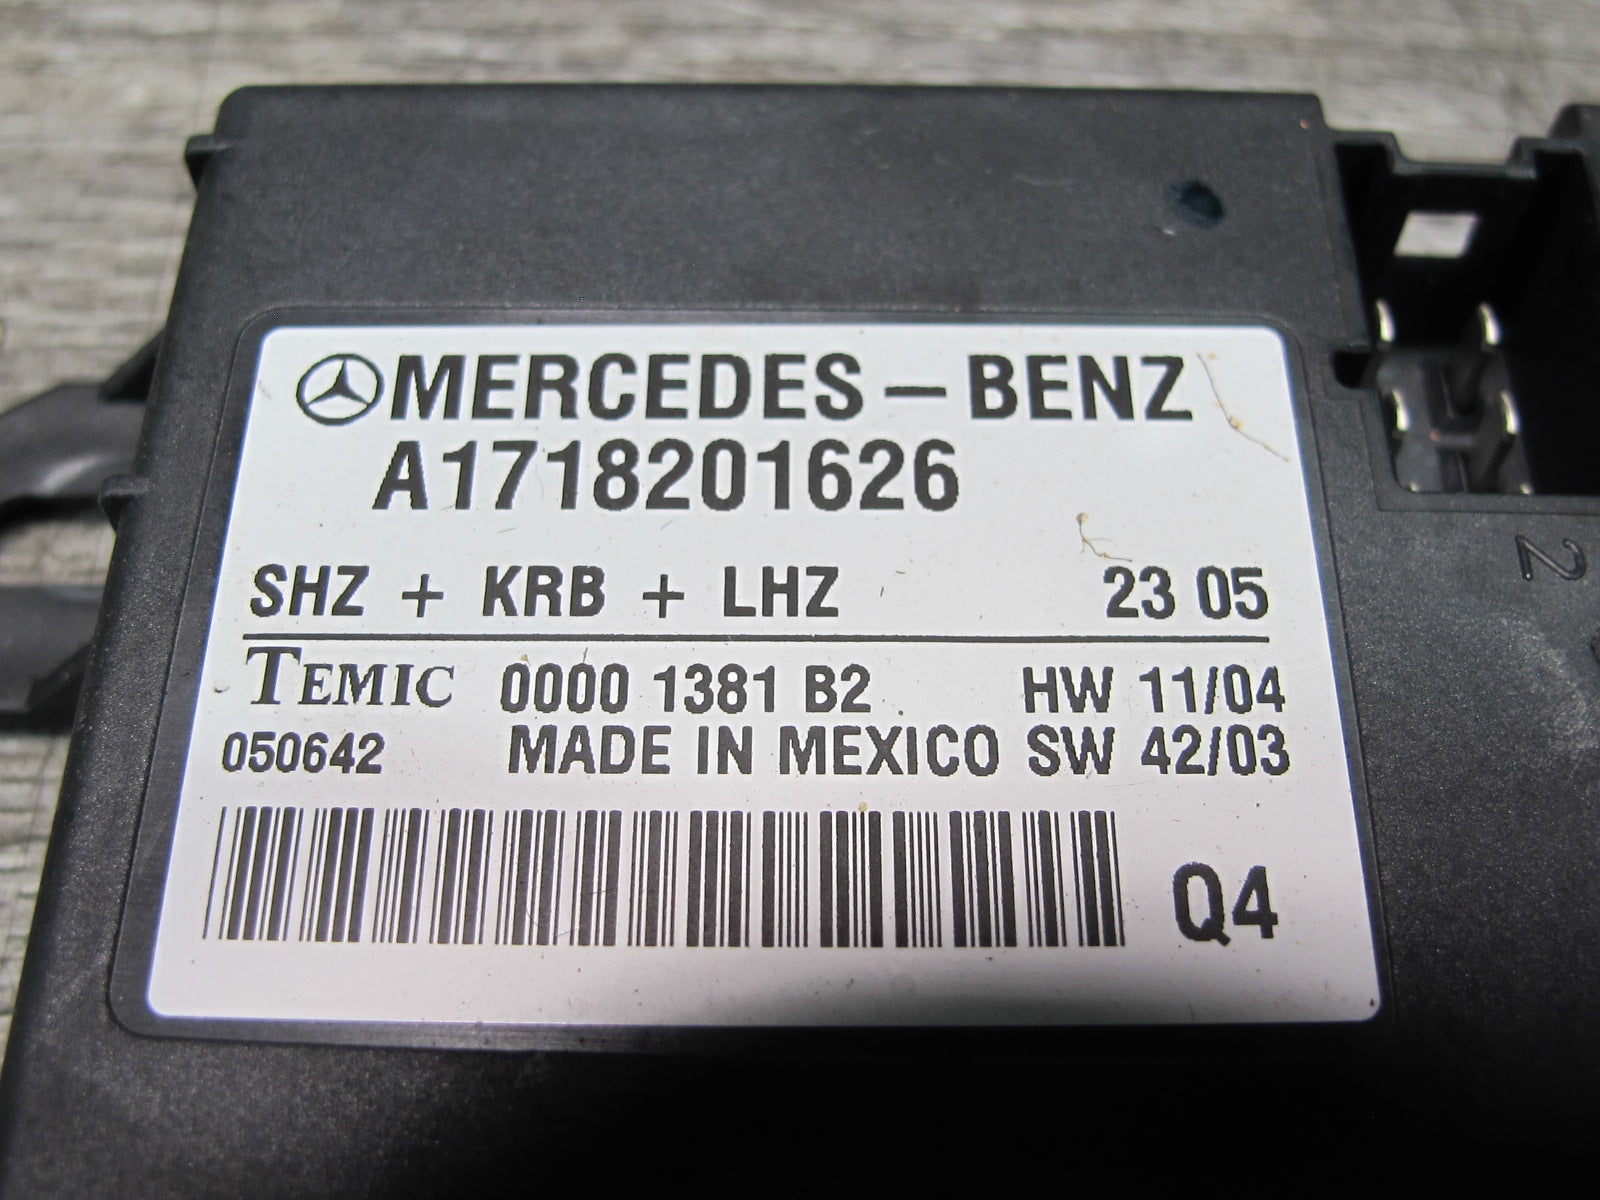 MERCEDES – BENZ
A1718201626
SHZ + KRB + LHZ 23 05
TEMIC 0000 1381 B2 HW 11/04
050642 MADE IN MEXICO SW 42/03
Q4
2